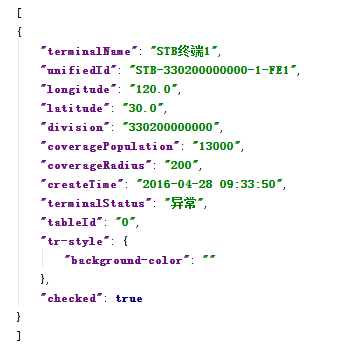 [
{
"terminalName": "STB终端1",
"unifiedId": "STB-330200000000-1-FE1",
"longitude": "120.0",
"latitude": "30.0",
"division": "330200000000",
"coveragePopulation": "13000",
"coverageRadius": "200",
"createTime": "2016-04-28 09:33:50",
"terminalStatus": "异常",
"tableId": "0",
"tr-style": {
"background-color": ""
},
"checked": true
}
]